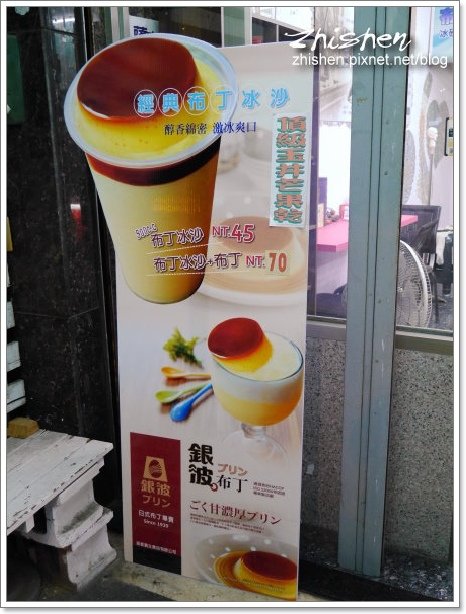 Zhishen
zhishen.pixnet.net/blog
經典布丁冰沙
醇香綿密 激冰爽口
頂級玉井芒果乾
布丁冰沙 NT.45
布丁冰沙+布丁 NT.70
銀波
プリン
布丁
ごく甘濃厚プリン
銀波
プリン
日式布丁專賣
Since 1939